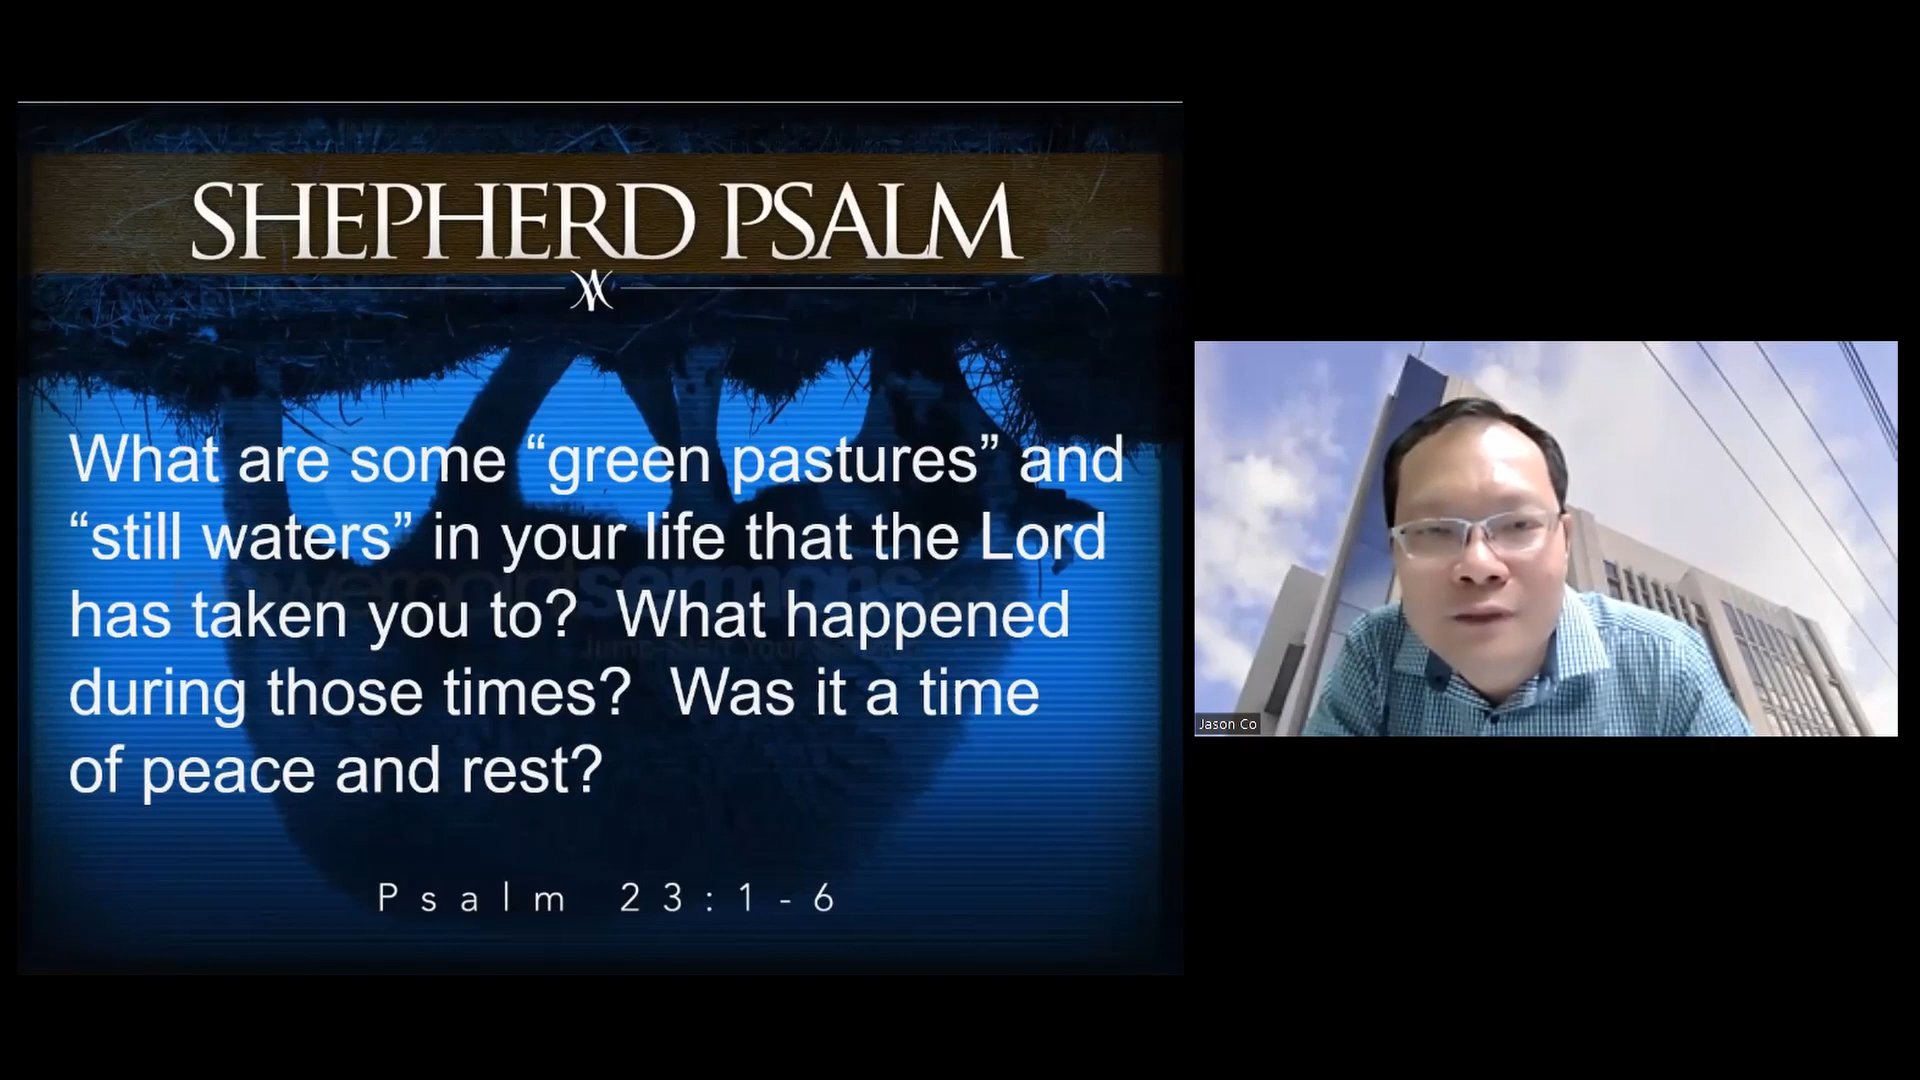 SHEPHERD PSALM
What are some “green pastures” and
“still waters” in your life that the Lord
has taken you to?  What happened
during those times?  Was it a time
of peace and rest?
Psalm 23:1-6
Jason Co